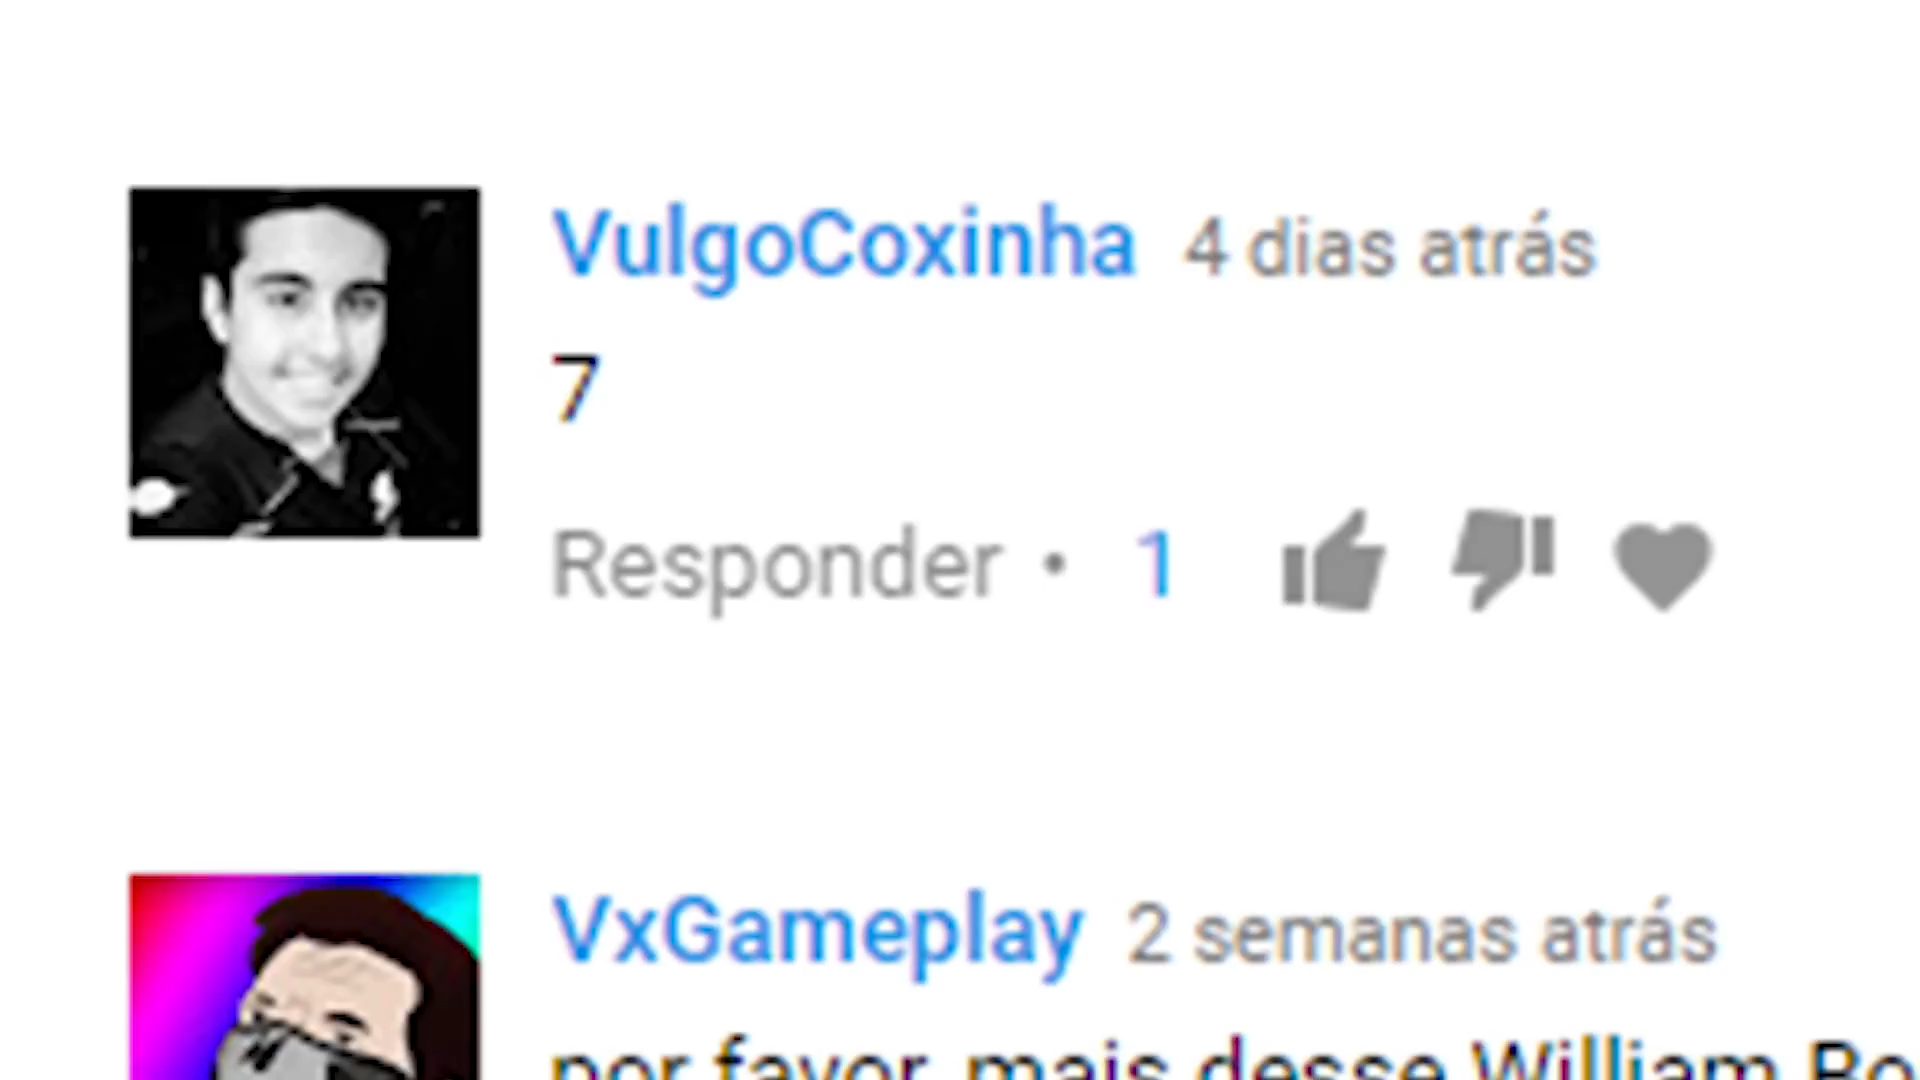 VulgoCoxinha 4 dias atrás
7
Responder • 1
VxGameplay 2 semanas atrás
por favor, mais desse William Bo